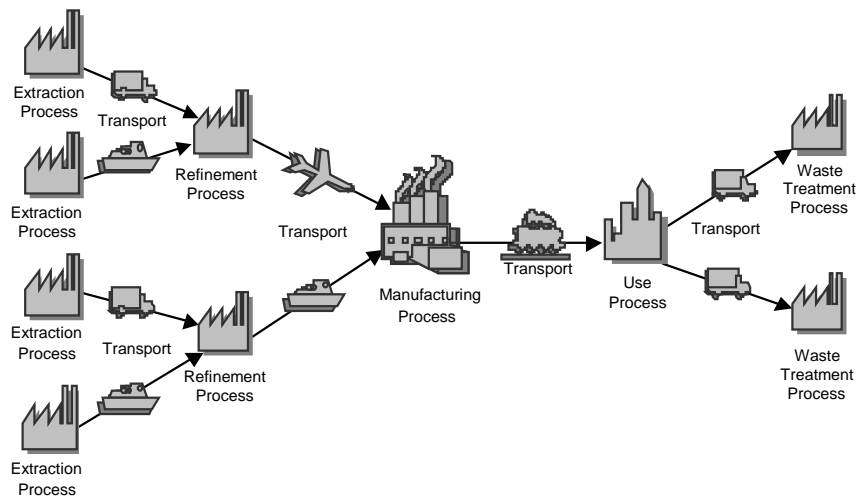 Extraction
Process
Transport
Extraction
Process
Refinement
Process
Transport
Extraction
Process
Transport
Extraction
Process
Refinement
Process
Manufacturing
Process
Transport
Use
Process
Transport
Waste
Treatment
Process
Waste
Treatment
Process